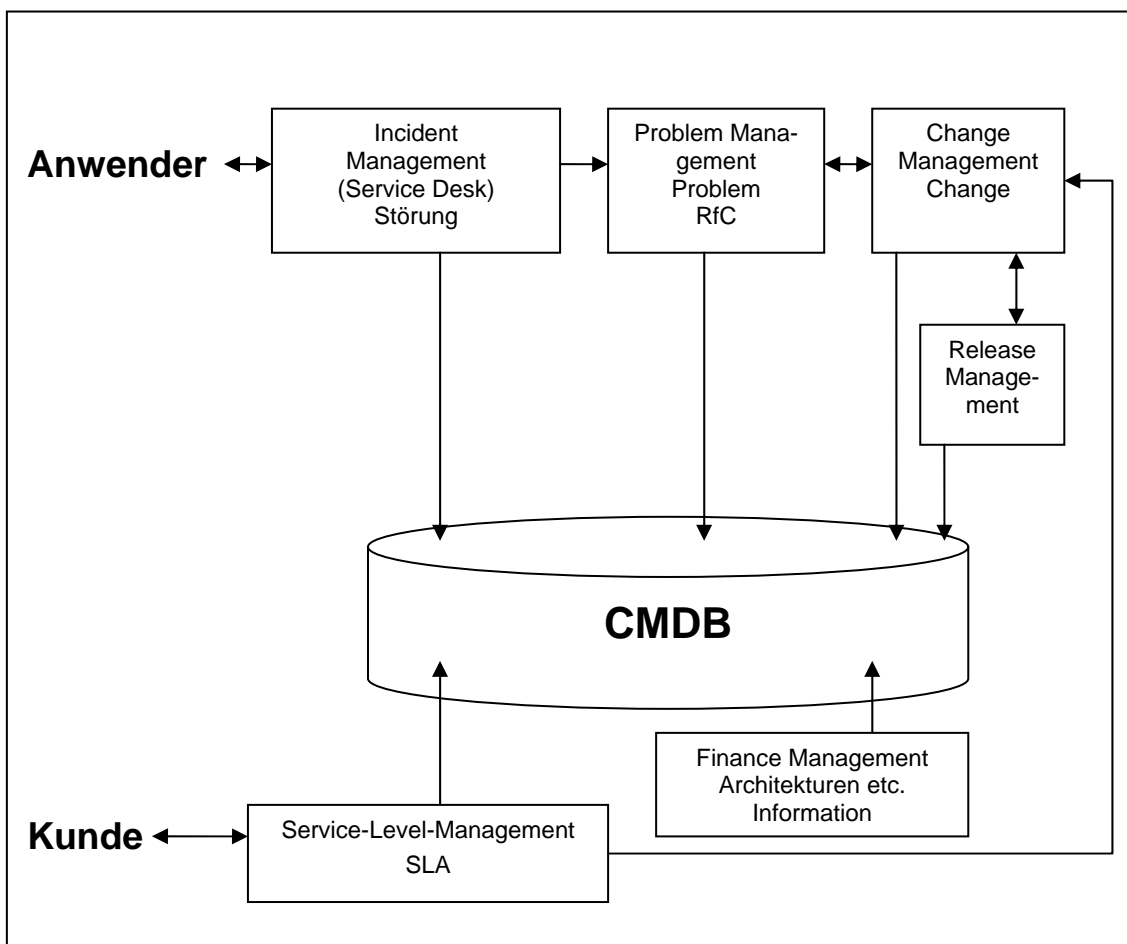 Anwender
Incident
Management
(Service Desk)
Störung
Problem Mana-
gement
Problem
RfC
Change
Management
Change
Release
Manage-
ment
CMDB
Finance Management
Architekturen etc.
Information
Kunde
Service-Level-Management
SLA